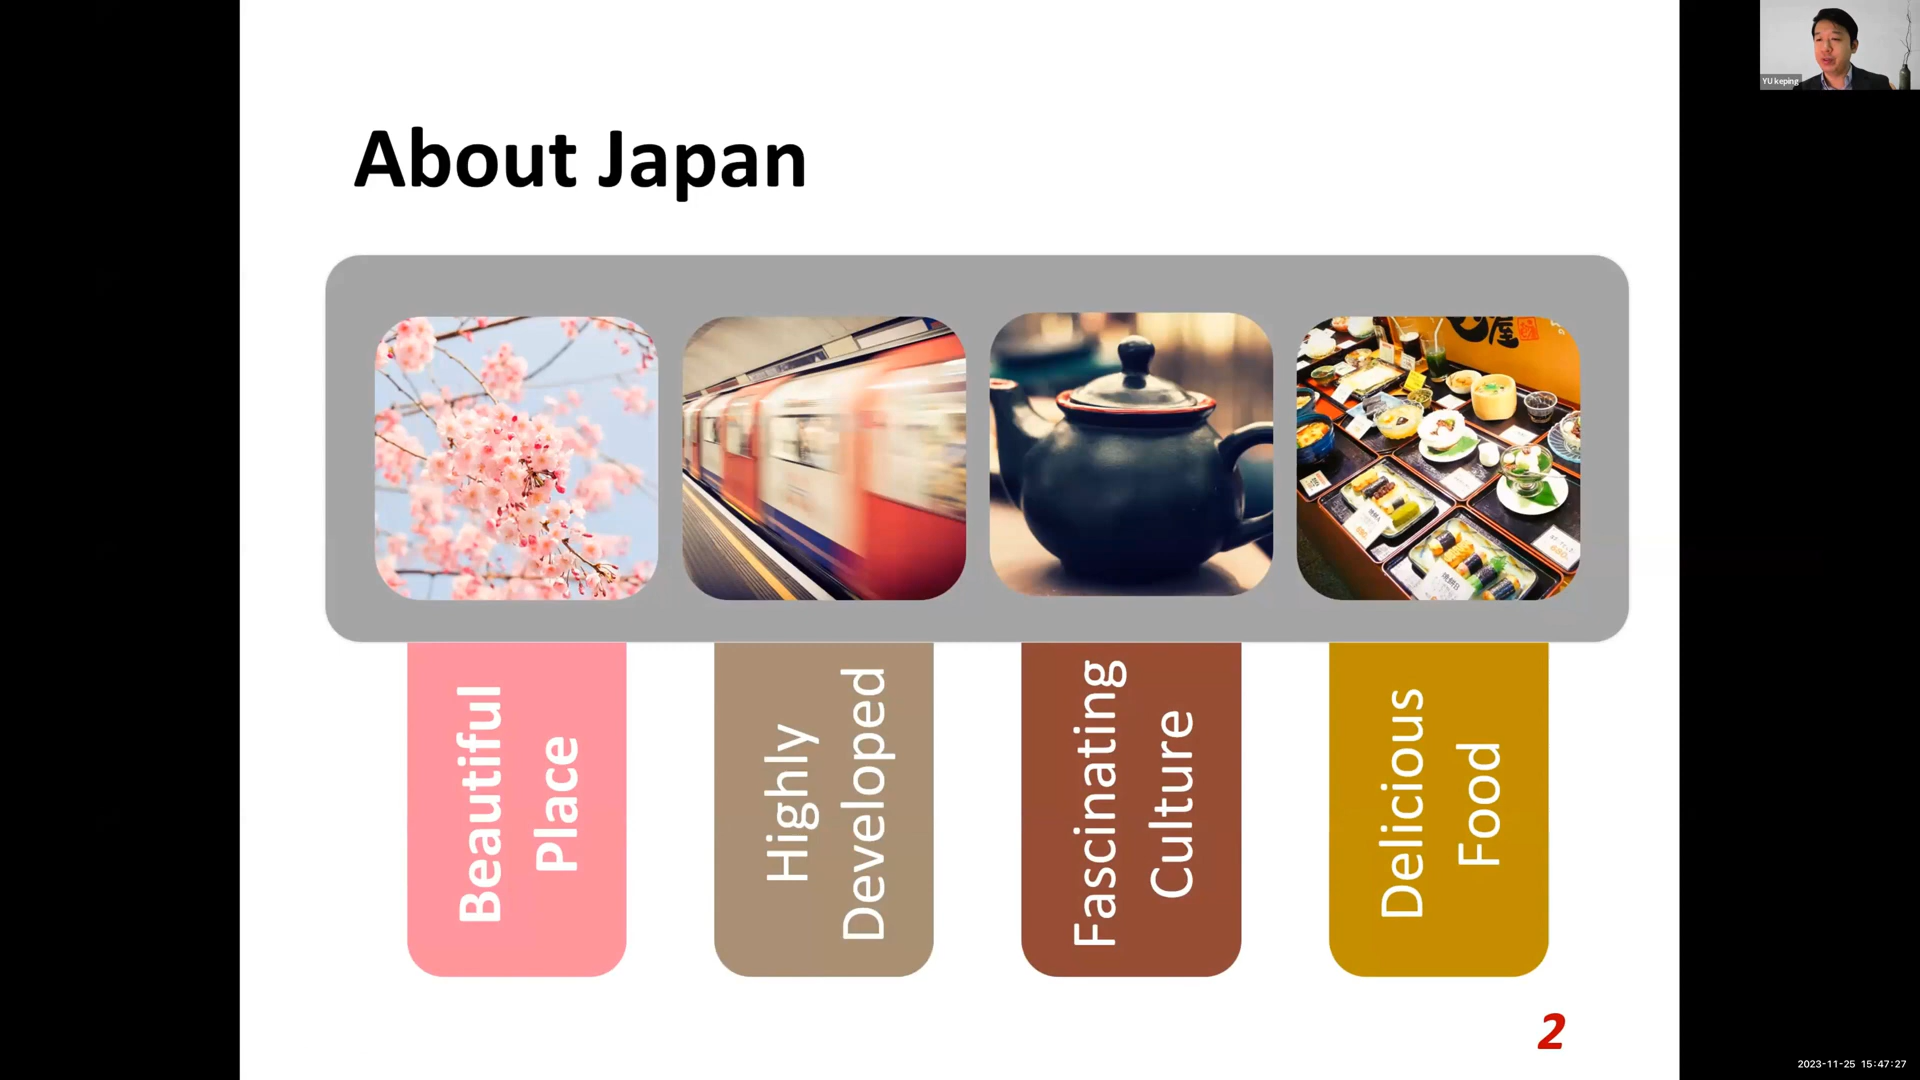 YU keping
About Japan
屋
Beautiful
Place
Highly
Developed
Fascinating
Culture
Delicious
Food
2
2023-11-25 15:47:27